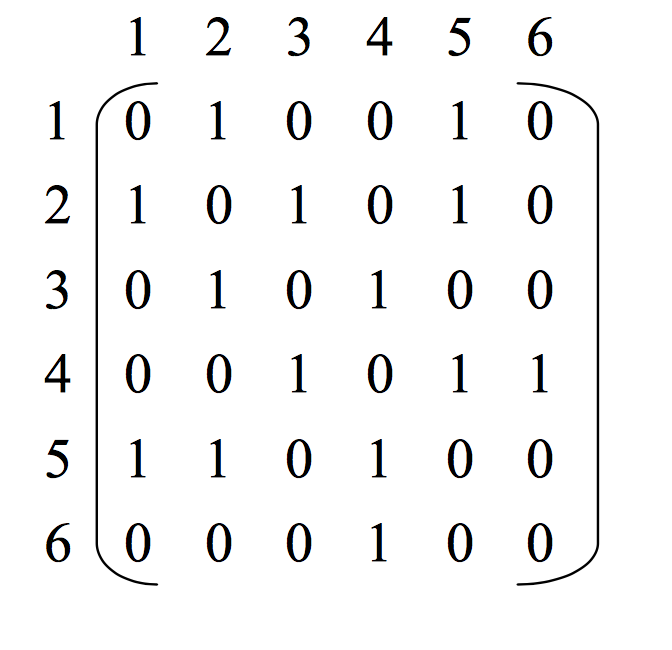 1 2 3 4 5 6
1 0 1 0 0 1 0
2 1 0 1 0 1 0
3 0 1 0 1 0 0
4 0 0 1 0 1 1
5 1 1 0 1 0 0
6 0 0 0 1 0 0